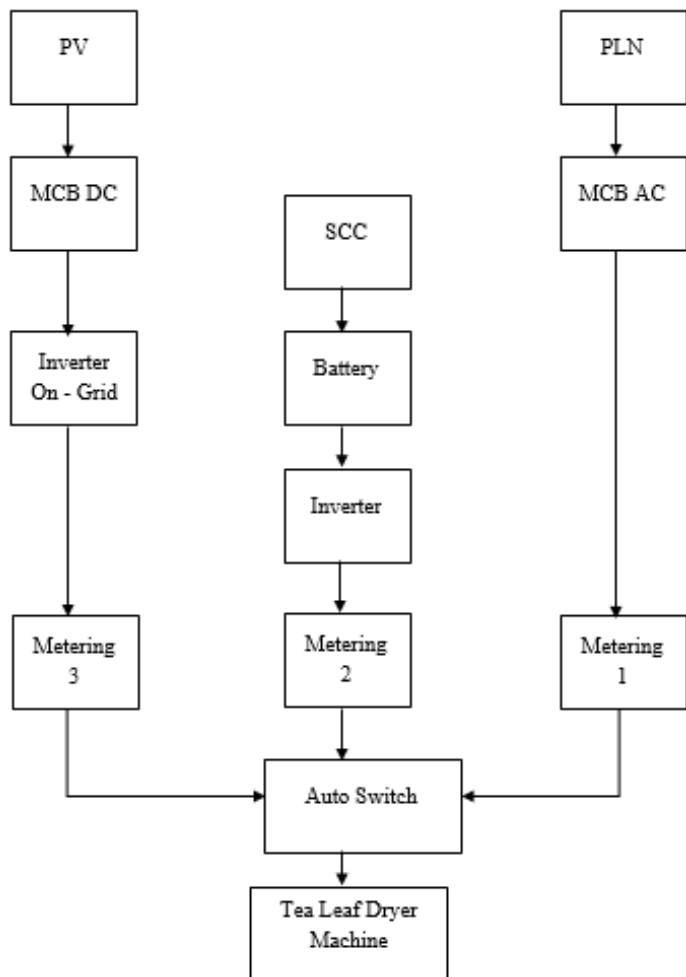 PV
PLN
MCB DC
MCB AC
SCC
Inverter
On - Grid
Battery
Inverter
Metering
3
Metering
2
Metering
1
Auto Switch
Tea Leaf Dryer
Machine